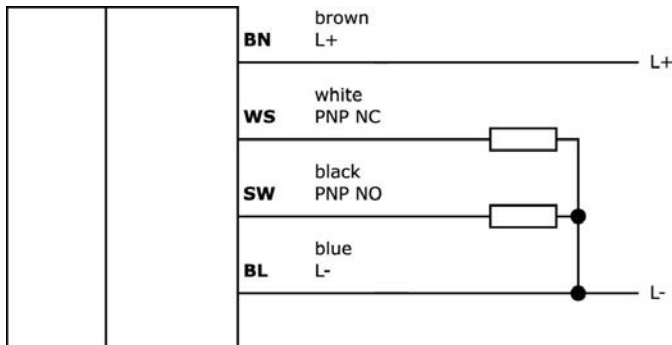 brown
BN L+
L+
white
WS PNP NC
black
SW PNP NO
blue
BL L-
L-